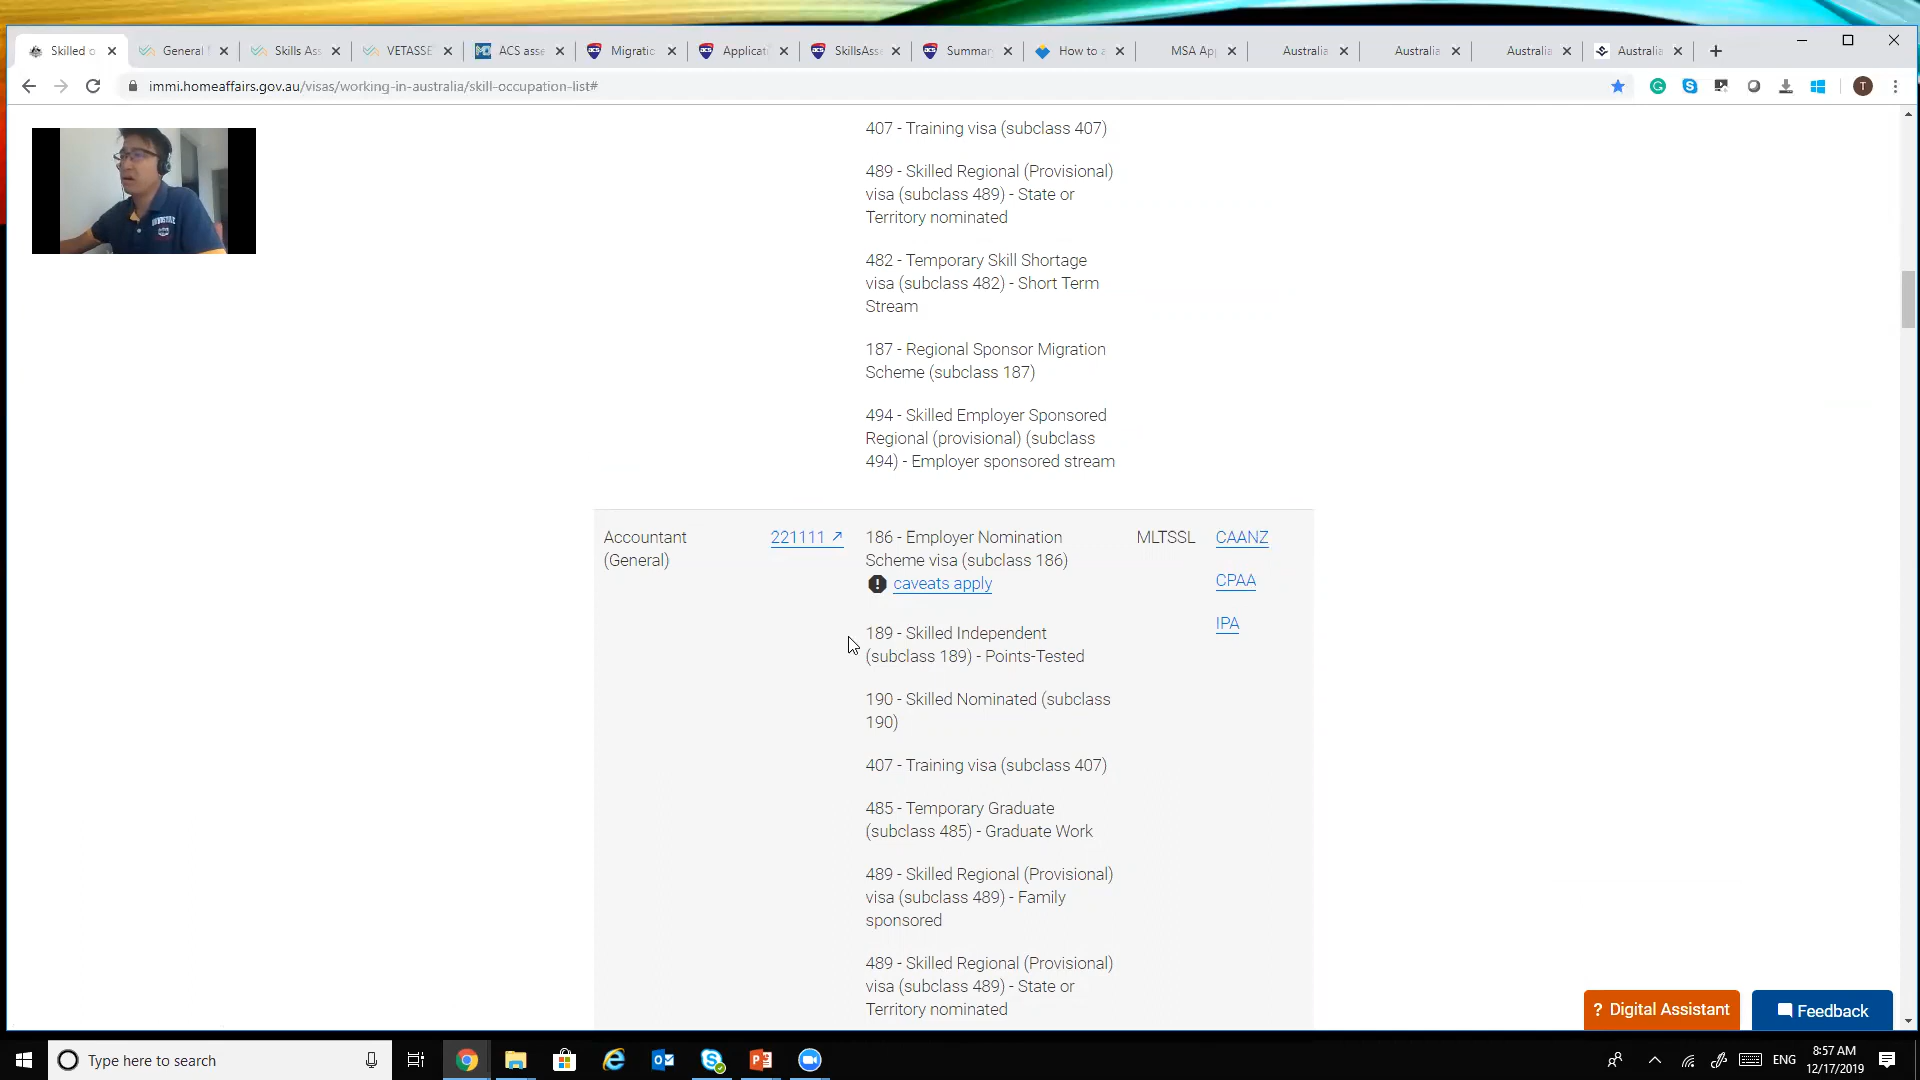 Skilled o
General
Skills Ass
VETASSE
ACS asse
Migratic
Applicati
SkillsAss
Summar
How to a
MSA App
Australia
Australia
Australia
Australia
immi.homeaffairs.gov.au/visas/working-in-australia/skill-occupation-list#
T
407 - Training visa (subclass 407)
489 - Skilled Regional (Provisional)
visa (subclass 489) - State or
Territory nominated
482 - Temporary Skill Shortage
visa (subclass 482) - Short Term
Stream
187 - Regional Sponsor Migration
Scheme (subclass 187)
494 - Skilled Employer Sponsored
Regional (provisional) (subclass
494) - Employer sponsored stream
Accountant
(General)
221111
186 - Employer Nomination
Scheme visa (subclass 186)
caveats apply
189 - Skilled Independent
(subclass 189) - Points-Tested
190 - Skilled Nominated (subclass
190)
407 - Training visa (subclass 407)
485 - Temporary Graduate
(subclass 485) - Graduate Work
489 - Skilled Regional (Provisional)
visa (subclass 489) - Family
sponsored
489 - Skilled Regional (Provisional)
visa (subclass 489) - State or
Territory nominated
MLTSSL
CAANZ
CPAA
IPA
? Digital Assistant
Feedback
Type here to search
ENG
8:57 AM
12/17/2019